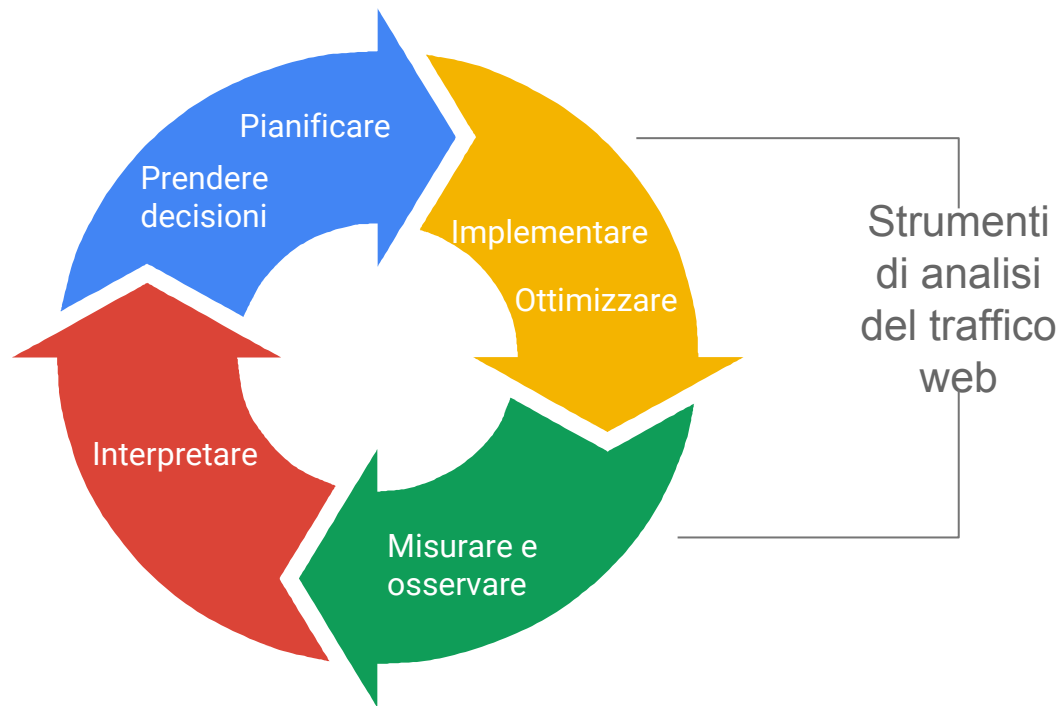 Pianificare
Prendere
decisioni
Implementare
Ottimizzare
Misurare e
osservare
Interpretare
Strumenti
di analisi
del traffico
web